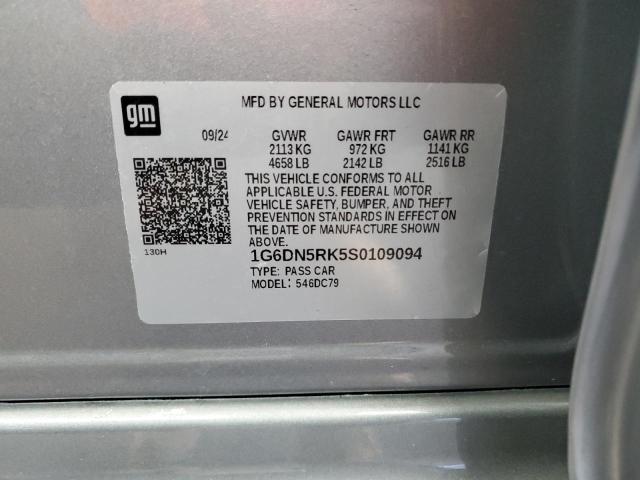 gm
MFD BY GENERAL MOTORS LLC
09/24 GVWR GAWR FRT GAWR RR
2113 KG 972 KG 1141 KG
4658 LB 2142 LB 2516 LB
THIS VEHICLE CONFORMS TO ALL
APPLICABLE U.S. FEDERAL MOTOR
VEHICLE SAFETY, BUMPER, AND THEFT
PREVENTION STANDARDS IN EFFECT ON
THE DATE OF MANUFACTURE SHOWN
ABOVE.
130H
1G6DN5RK5S0109094
TYPE: PASS CAR
MODEL: 546DC79